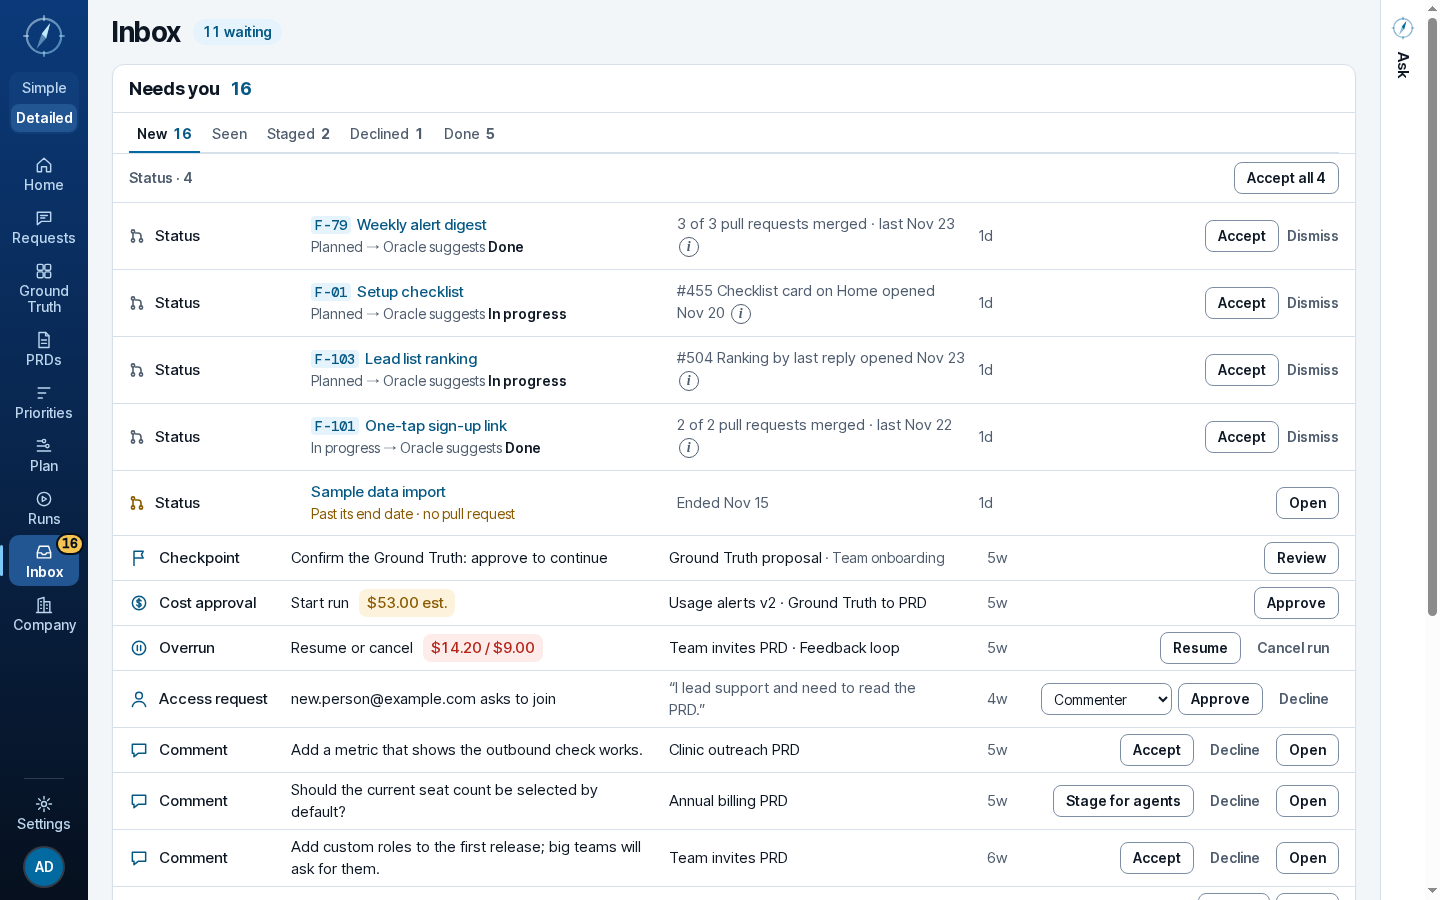 Inbox
11 waiting
Ask
Simple
Detailed
Home
Requests
Ground
Truth
PRDs
Priorities
Plan
Runs
16
Inbox
Company
Settings
AD
Needs you 16
New 16 Seen Staged 2 Declined 1 Done 5
Status · 4 Accept all 4
Status F-79 Weekly alert digest
Planned → Oracle suggests Done
3 of 3 pull requests merged · last Nov 23
i
1d Accept Dismiss
Status F-01 Setup checklist
Planned → Oracle suggests In progress
#455 Checklist card on Home opened
Nov 20 i
1d Accept Dismiss
Status F-103 Lead list ranking
Planned → Oracle suggests In progress
#504 Ranking by last reply opened Nov 23
i
1d Accept Dismiss
Status F-101 One-tap sign-up link
In progress → Oracle suggests Done
2 of 2 pull requests merged · last Nov 22
i
1d Accept Dismiss
Status Sample data import
Past its end date · no pull request
Ended Nov 15 1d Open
Checkpoint Confirm the Ground Truth: approve to continue Ground Truth proposal · Team onboarding 5w Review
Cost approval Start run $53.00 est. Usage alerts v2 · Ground Truth to PRD 5w Approve
Overrun Resume or cancel $14.20 / $9.00 Team invites PRD · Feedback loop 5w Resume Cancel run
Access request new.person@example.com asks to join
“I lead support and need to read the
PRD.”
4w Commenter Approve Decline
Comment Add a metric that shows the outbound check works. Clinic outreach PRD 5w Accept Decline Open
Comment Should the current seat count be selected by
default?
Annual billing PRD 5w Stage for agents Decline Open
Comment Add custom roles to the first release; big teams will
ask for them.
Team invites PRD 6w Accept Decline Open